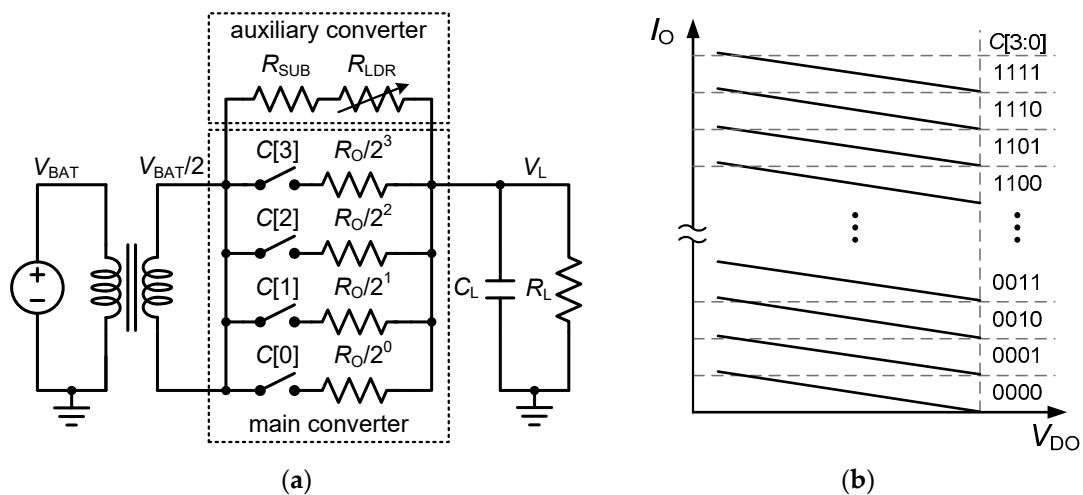 auxiliary converter
R_SUB R_LDR
C[3] R_O/2^3
V_BAT V_BAT/2 V_L
C[2] R_O/2^2
+
-
C[1] R_O/2^1
C_L R_L
C[0] R_O/2^0
main converter
(a)
I_O
C[3:0]
1111
1110
1101
1100
⋮ ⋮
0011
0010
0001
0000
V_DO
(b)